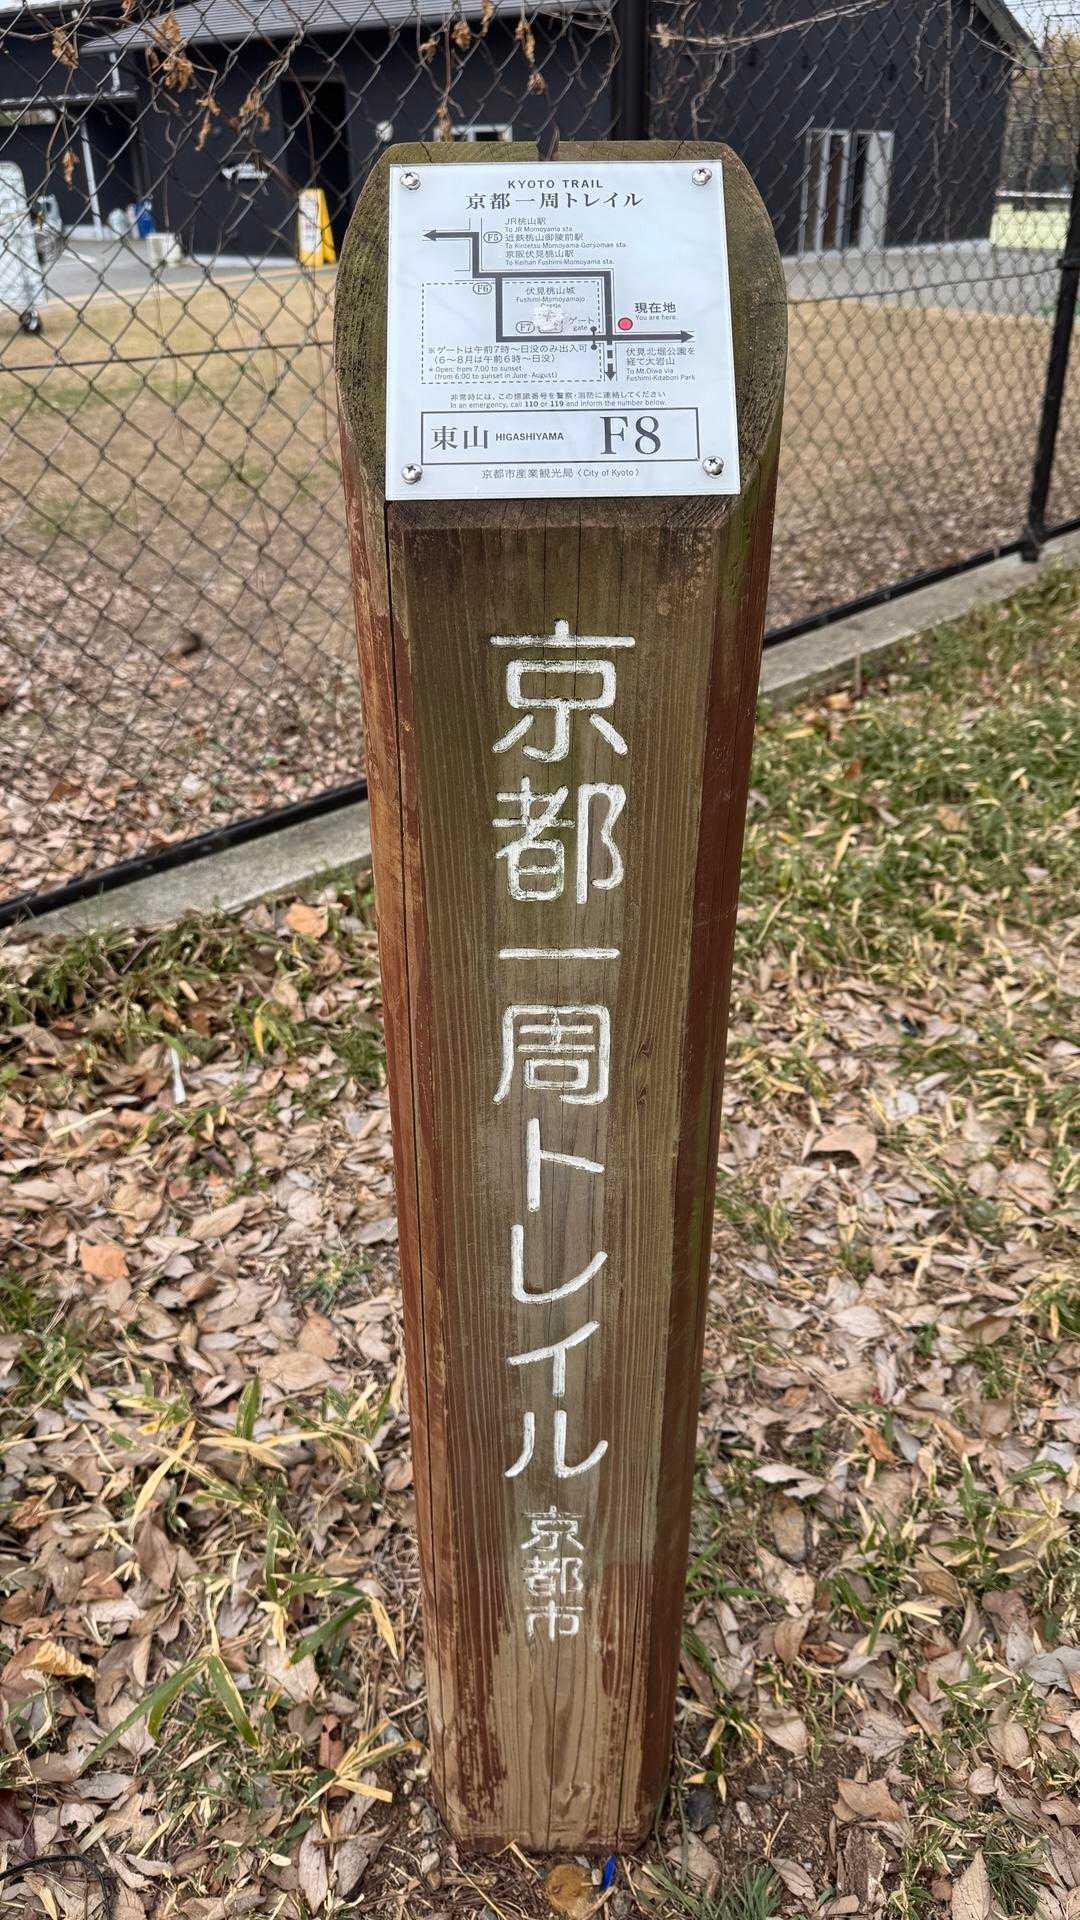 KYOTO TRAIL
京都一周トレイル
JR桃山駅
To JR Momoyama sta.
F5
近鉄桃山御陵前駅
To Kintetsu-Momoyama-Goryomae sta.
京阪伏見桃山駅
To Keihan Fushimi-Momoyama sta.
F6
伏見桃山城
Fushimi-Momoyamajo
Castle
F7
ゲート
gate
現在地
You are here.
※ゲートは午前7時〜日没のみ出入可
(6〜8月は午前6時〜日没)
* Open: from 7:00 to sunset
(from 6:00 to sunset in June - August)
伏見北堀公園を
経て大岩山
To Mt.Oiwa via
Fushimi-Kitabori Park
非常時には、この標識番号を警察・消防に連絡してください
In an emergency, call 110 or 119 and inform the number below.
東山 HIGASHIYAMA F8
京都市産業観光局〈City of Kyoto〉
京都一周トレイル
京都市